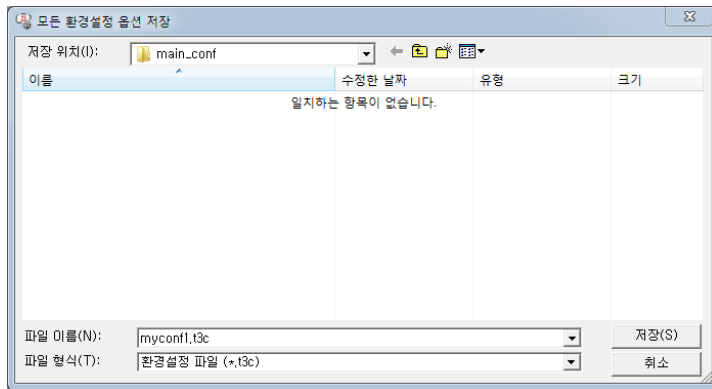 모든 환경설정 옵션 저장
저장 위치(I): main_conf
이름 수정한 날짜 유형 크기
일치하는 항목이 없습니다.
파일 이름(N): myconf1.t3c 저장(S)
파일 형식(T): 환경설정 파일 (*.t3c) 취소